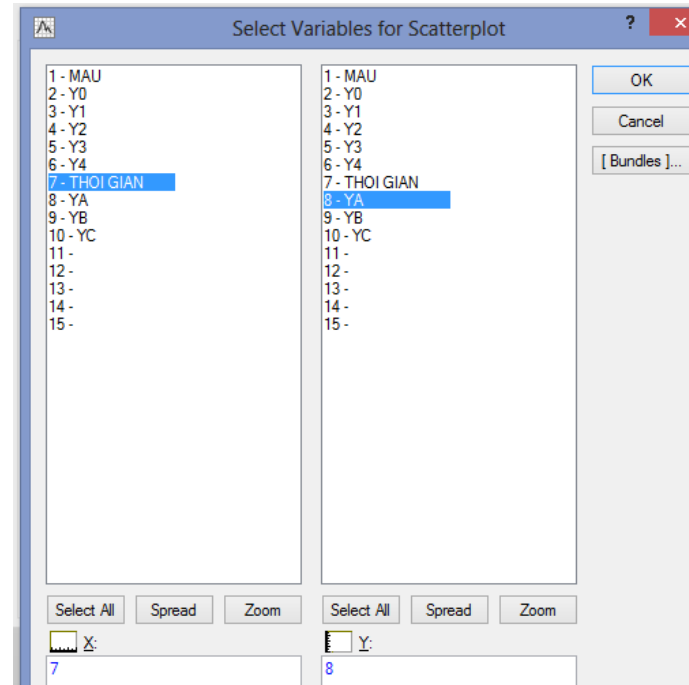 Select Variables for Scatterplot ? ×
1 - MAU
2 - Y0
3 - Y1
4 - Y2
5 - Y3
6 - Y4
7 - THOI GIAN
8 - YA
9 - YB
10 - YC
11 -
12 -
13 -
14 -
15 -
1 - MAU
2 - Y0
3 - Y1
4 - Y2
5 - Y3
6 - Y4
7 - THOI GIAN
8 - YA
9 - YB
10 - YC
11 -
12 -
13 -
14 -
15 -
OK
Cancel
[ Bundles ]...
Select All Spread Zoom
Select All Spread Zoom
X:
Y:
7
8